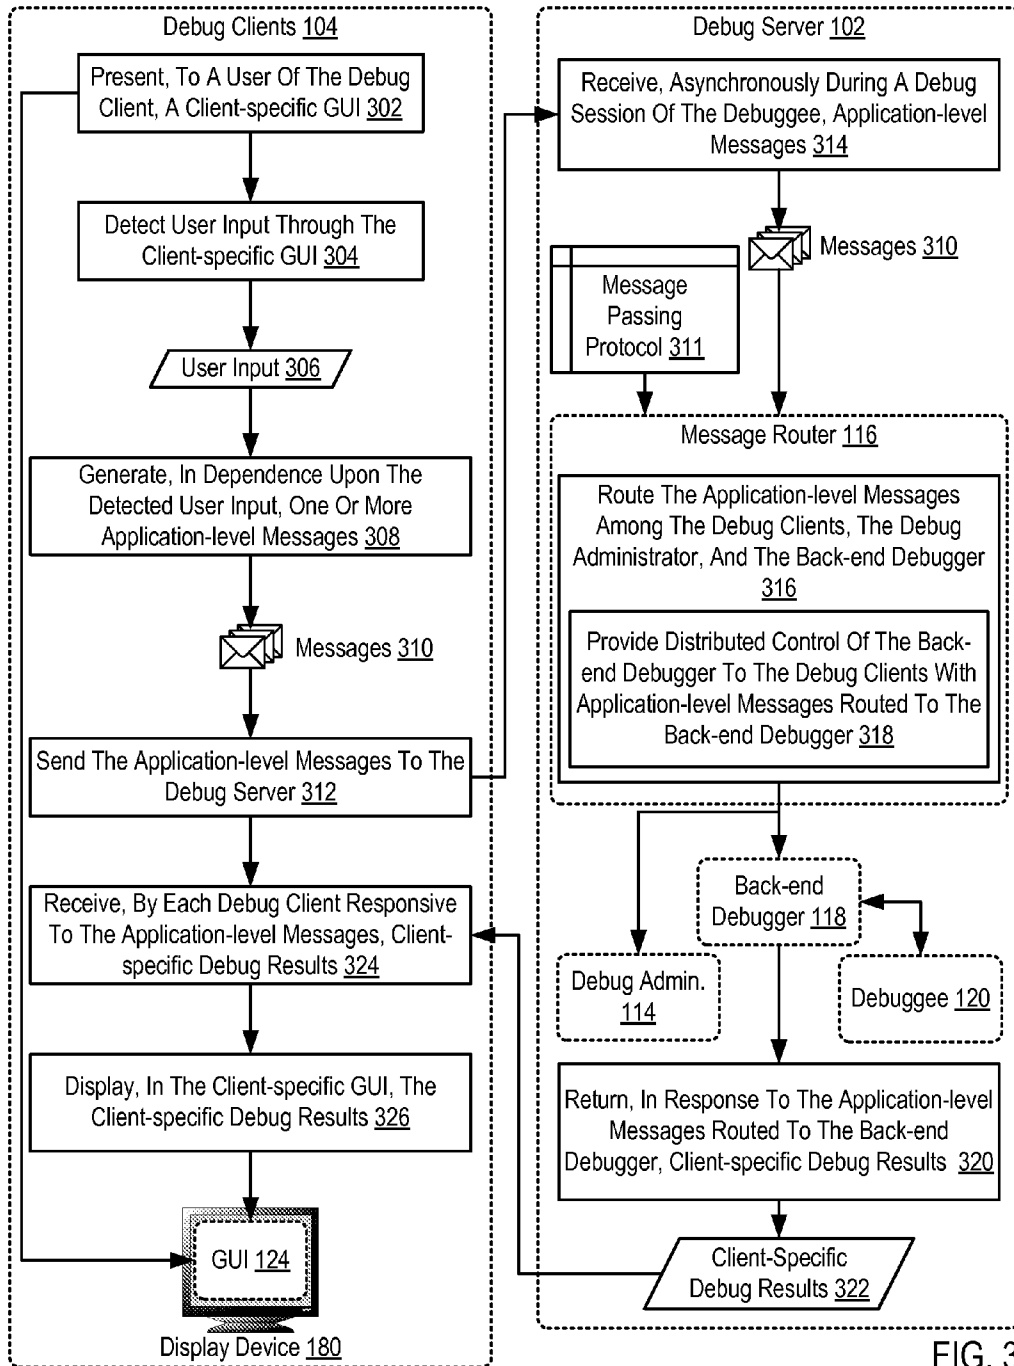 Debug Clients 104
Present, To A User Of The Debug
Client, A Client-specific GUI 302
Detect User Input Through The
Client-specific GUI 304
User Input 306
Generate, In Dependence Upon The
Detected User Input, One Or More
Application-level Messages 308
Messages 310
Send The Application-level Messages To The
Debug Server 312
Receive, By Each Debug Client Responsive
To The Application-level Messages, Client-
specific Debug Results 324
Display, In The Client-specific GUI, The
Client-specific Debug Results 326
GUI 124
Display Device 180
Debug Server 102
Receive, Asynchronously During A Debug
Session Of The Debuggee, Application-level
Messages 314
Messages 310
Message
Passing
Protocol 311
Message Router 116
Route The Application-level Messages
Among The Debug Clients, The Debug
Administrator, And The Back-end Debugger
316
Provide Distributed Control Of The Back-
end Debugger To The Debug Clients With
Application-level Messages Routed To The
Back-end Debugger 318
Back-end
Debugger 118
Debug Admin.
114
Debuggee 120
Return, In Response To The Application-level
Messages Routed To The Back-end
Debugger, Client-specific Debug Results 320
Client-Specific
Debug Results 322
FIG. 3